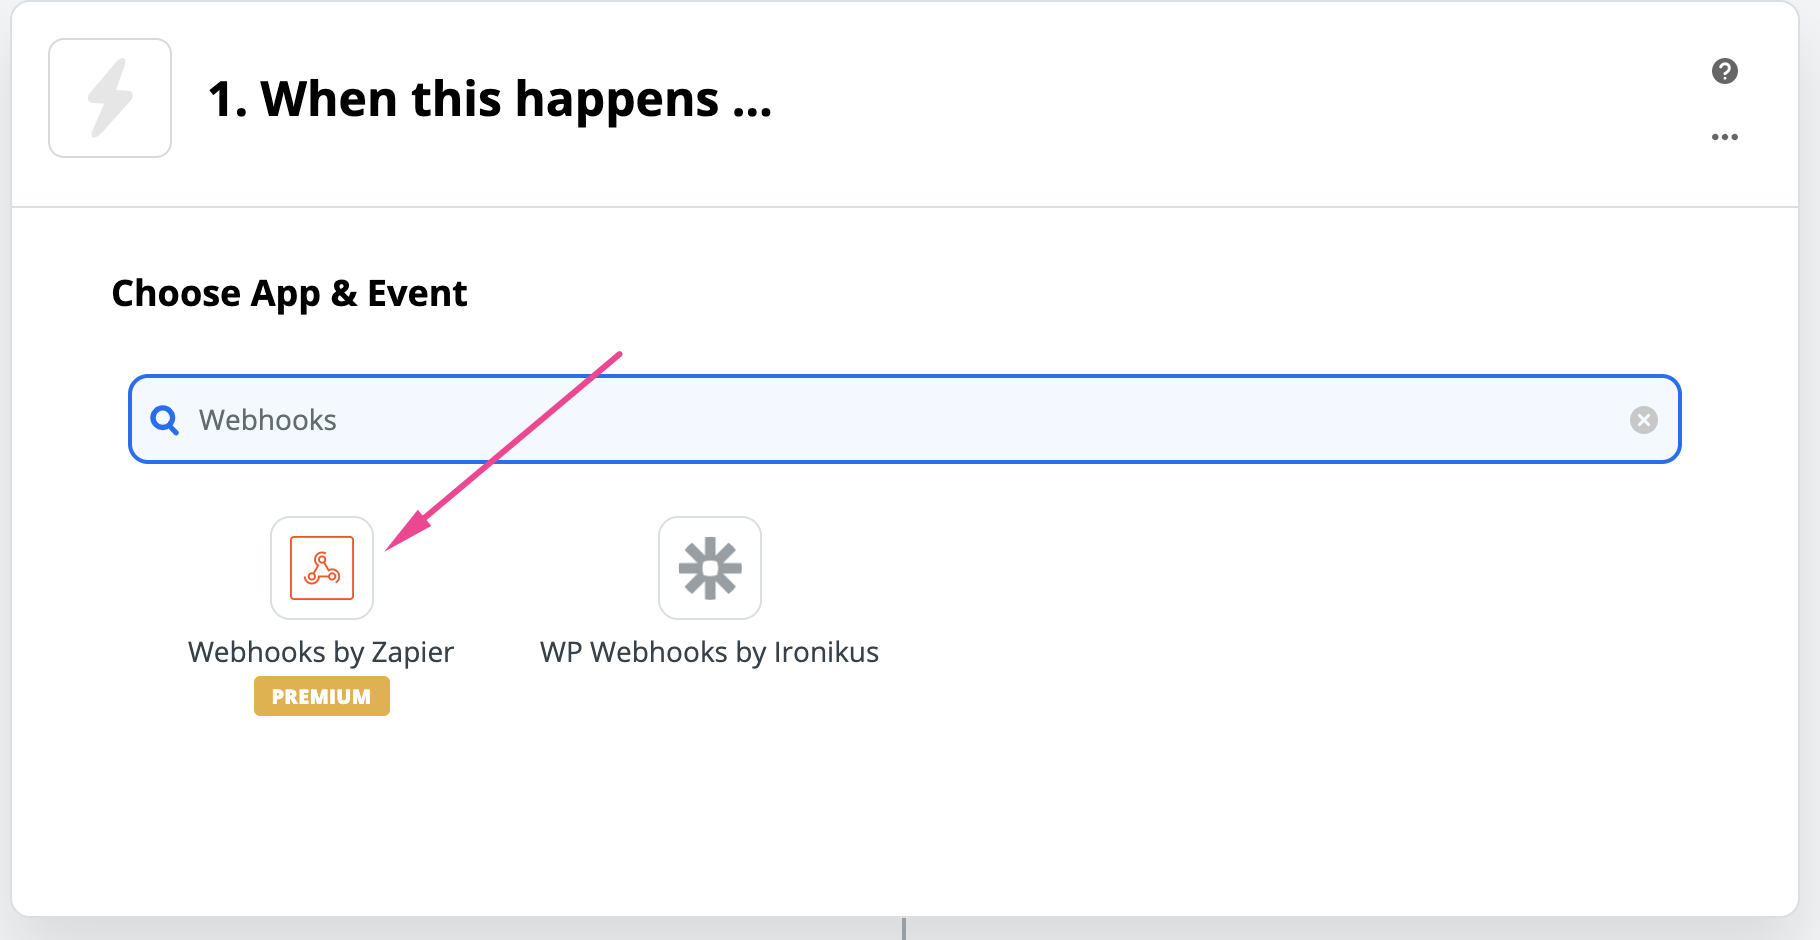 1. When this happens ...
Choose App & Event
Webhooks
Webhooks by Zapier
WP Webhooks by Ironikus
PREMIUM